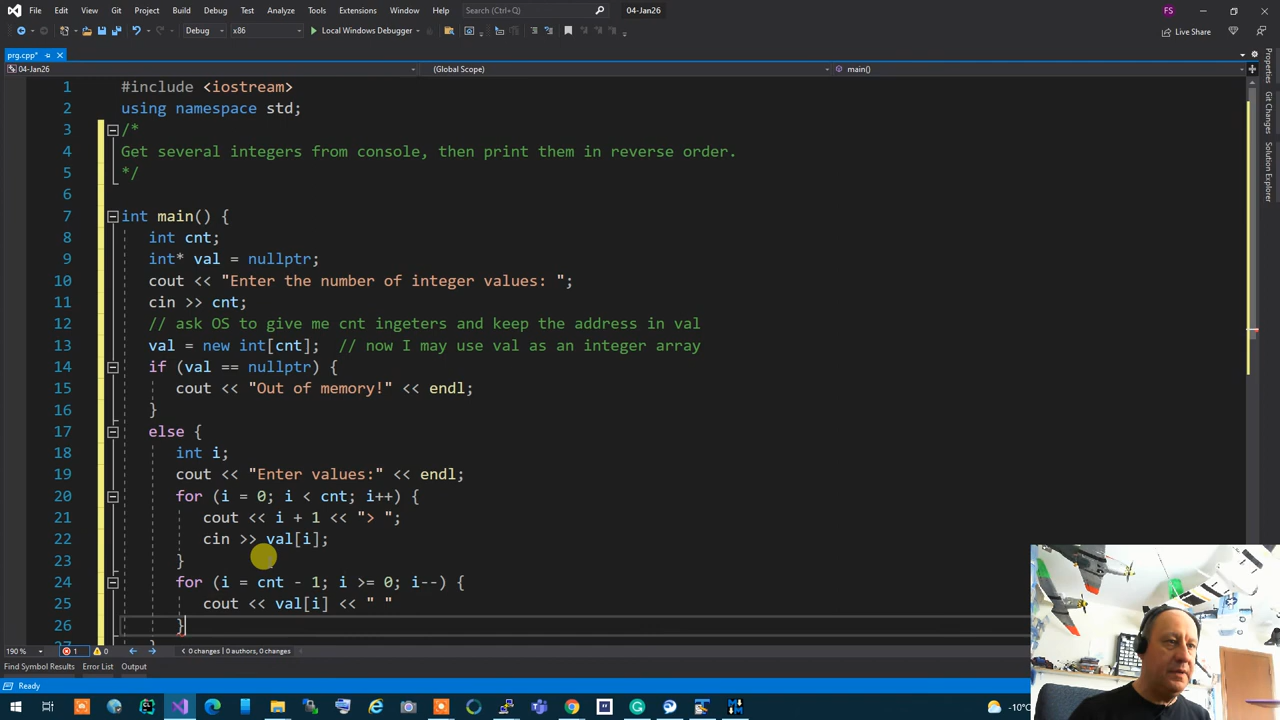 File Edit View Project Build Debug Test Analyze Tools Extensions Window Help Search (Ctrl+Q) 04-Jan26 FS
Debug x86 Local Windows Debugger Live Share
prg.cpp*
04-Jan26 (Global Scope) main()
1 #include <iostream>
2 using namespace std;
3 /*
4 Get several integers from console, then print them in reverse order.
5 */
6
7 int main() {
8 int cnt;
9 int* val = nullptr;
10 cout << "Enter the number of integer values: ";
11 cin >> cnt;
12 // ask OS to give me cnt ingeters and keep the address in val
13 val = new int[cnt]; // now I may use val as an integer array
14 if (val == nullptr) {
15 cout << "Out of memory!" << endl;
16 }
17 else {
18 int i;
19 cout << "Enter values:" << endl;
20 for (i = 0; i < cnt; i++) {
21 cout << i + 1 << "> ";
22 cin >> val[i];
23 }
24 for (i = cnt - 1; i >= 0; i--) {
25 cout << val[i] << " "
26 }
27 }
Properties
Git Changes
Solution Explorer
190 % 1 0 0 changes | 0 authors, 0 changes
Find Symbol Results Error List Output
Ready
-10°C